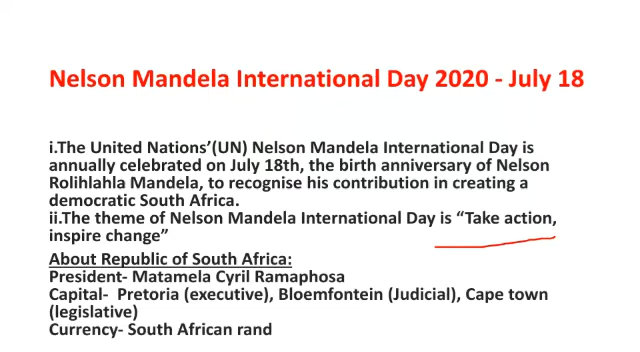 Nelson Mandela International Day 2020 - July 18
i.The United Nations’(UN) Nelson Mandela International Day is
annually celebrated on July 18th, the birth anniversary of Nelson
Rolihlahla Mandela, to recognise his contribution in creating a
democratic South Africa.
ii.The theme of Nelson Mandela International Day is “Take action,
inspire change”
About Republic of South Africa:
President- Matamela Cyril Ramaphosa
Capital-  Pretoria (executive), Bloemfontein (Judicial), Cape town
(legislative)
Currency- South African rand